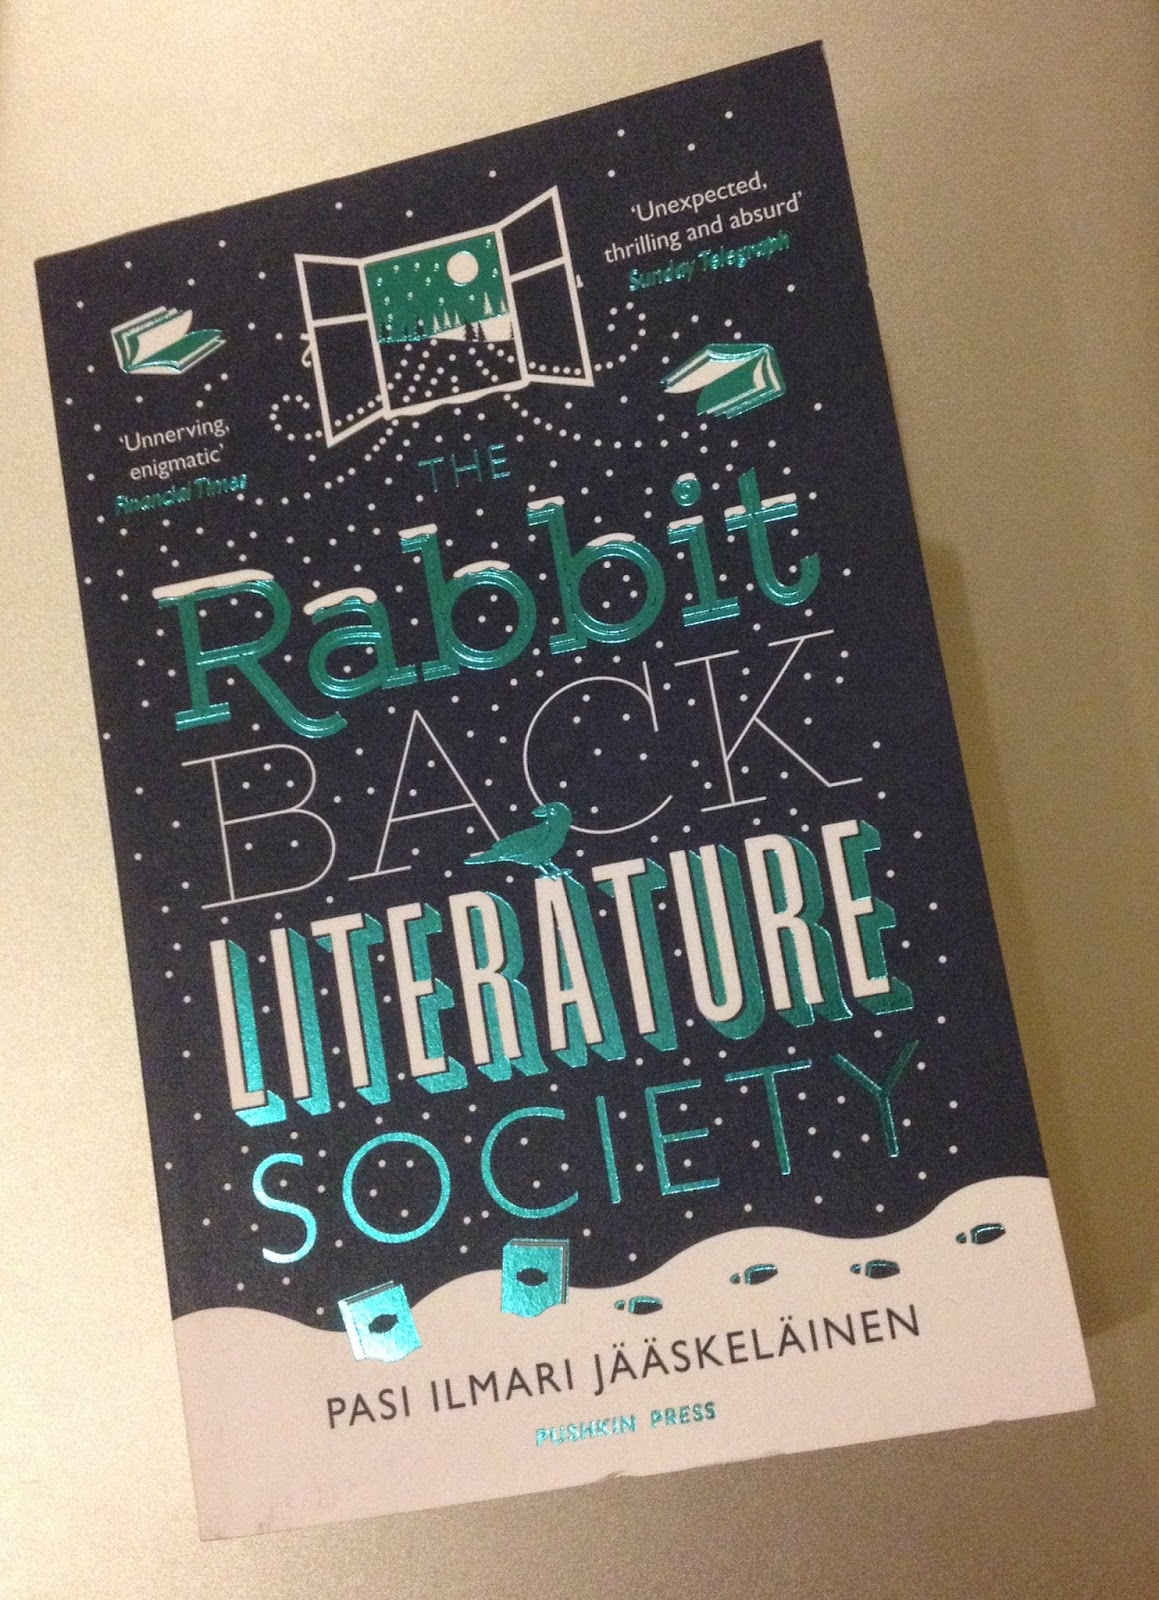 ‘Unexpected,
thrilling and absurd’
Sunday Telegraph
‘Unnerving,
enigmatic’
Financial Times
THE
Rabbit
BACK
LITERATURE
SOCIETY
PASI ILMARI JÄÄSKELÄINEN
PUSHKIN PRESS